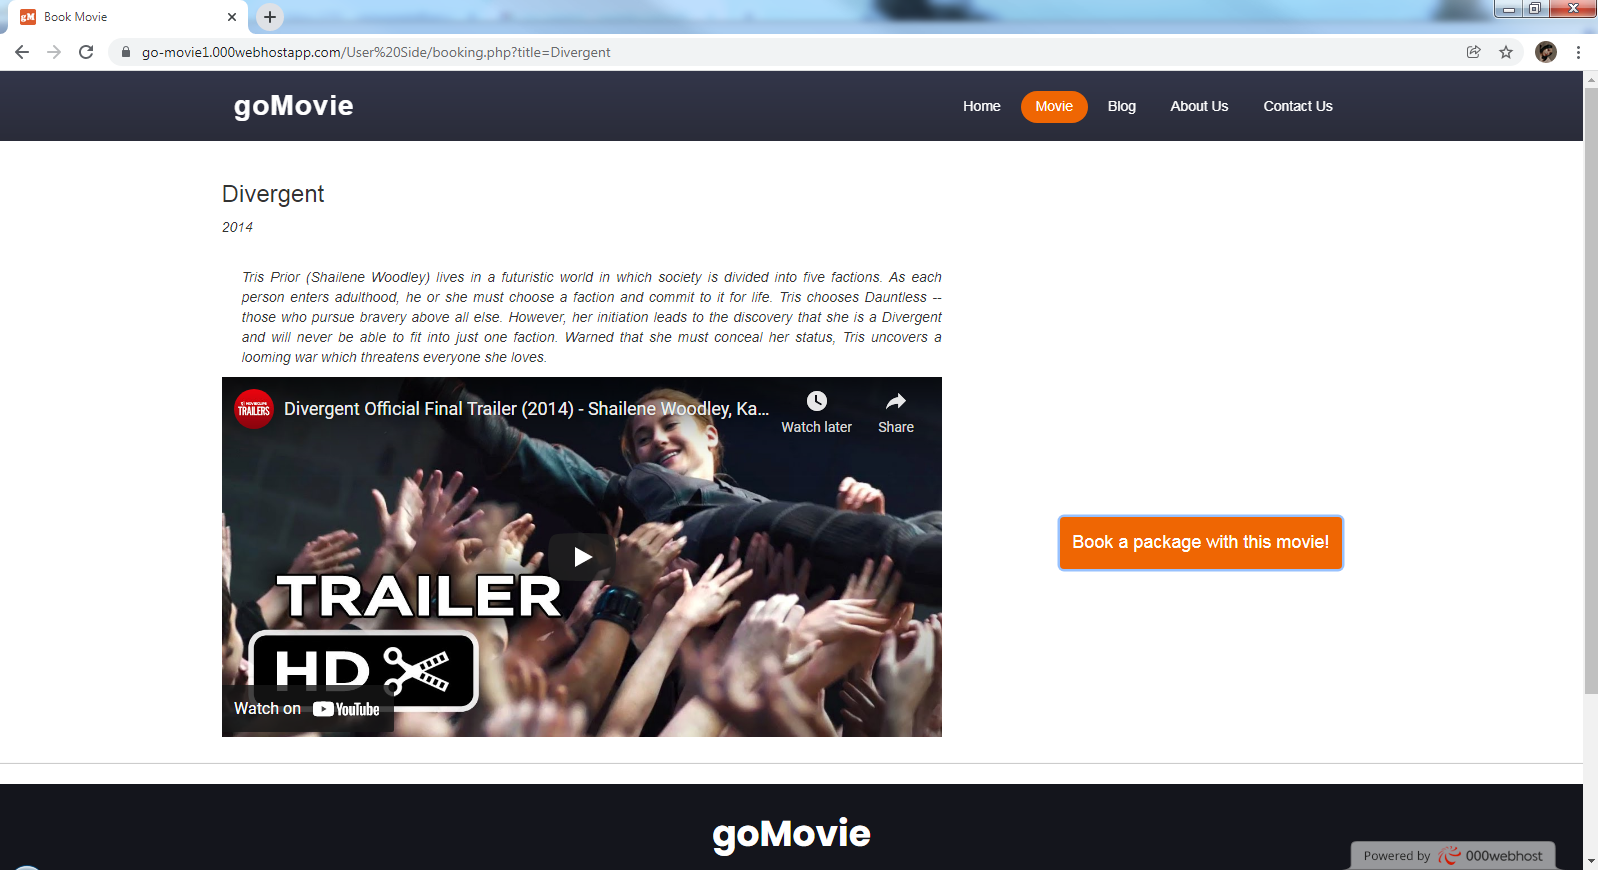 gM Book Movie
go-movie1.000webhostapp.com/User%20Side/booking.php?title=Divergent
goMovie
Home Movie Blog About Us Contact Us
Divergent
2014
Tris Prior (Shailene Woodley) lives in a futuristic world in which society is divided into five factions. As each
person enters adulthood, he or she must choose a faction and commit to it for life. Tris chooses Dauntless --
those who pursue bravery above all else. However, her initiation leads to the discovery that she is a Divergent
and will never be able to fit into just one faction. Warned that she must conceal her status, Tris uncovers a
looming war which threatens everyone she loves.
MOVIECLIPS
TRAILERS
Divergent Official Final Trailer (2014) - Shailene Woodley, Ka...
Watch later
Share
Book a package with this movie!
TRAILER
HD
Watch on YouTube
goMovie
Powered by 000webhost